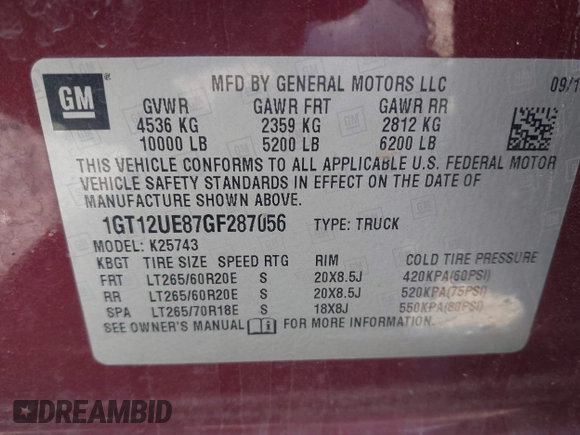 GM
MFD BY GENERAL MOTORS LLC
09/1
GVWR GAWR FRT GAWR RR
4536 KG 2359 KG 2812 KG
10000 LB 5200 LB 6200 LB
THIS VEHICLE CONFORMS TO ALL APPLICABLE U.S. FEDERAL MOTOR
VEHICLE SAFETY STANDARDS IN EFFECT ON THE DATE OF
MANUFACTURE SHOWN ABOVE.
1GT12UE87GF287056 TYPE: TRUCK
MODEL: K25743
KBGT TIRE SIZE SPEED RTG RIM COLD TIRE PRESSURE
FRT LT265/60R20E S 20X8.5J 420KPA(60PSI)
RR LT265/60R20E S 20X8.5J 520KPA(75PSI)
SPA LT265/70R18E S 18X8J 550KPA(80PSI)
SEE OWNER'S MANUAL FOR MORE INFORMATION.
DREAMBID